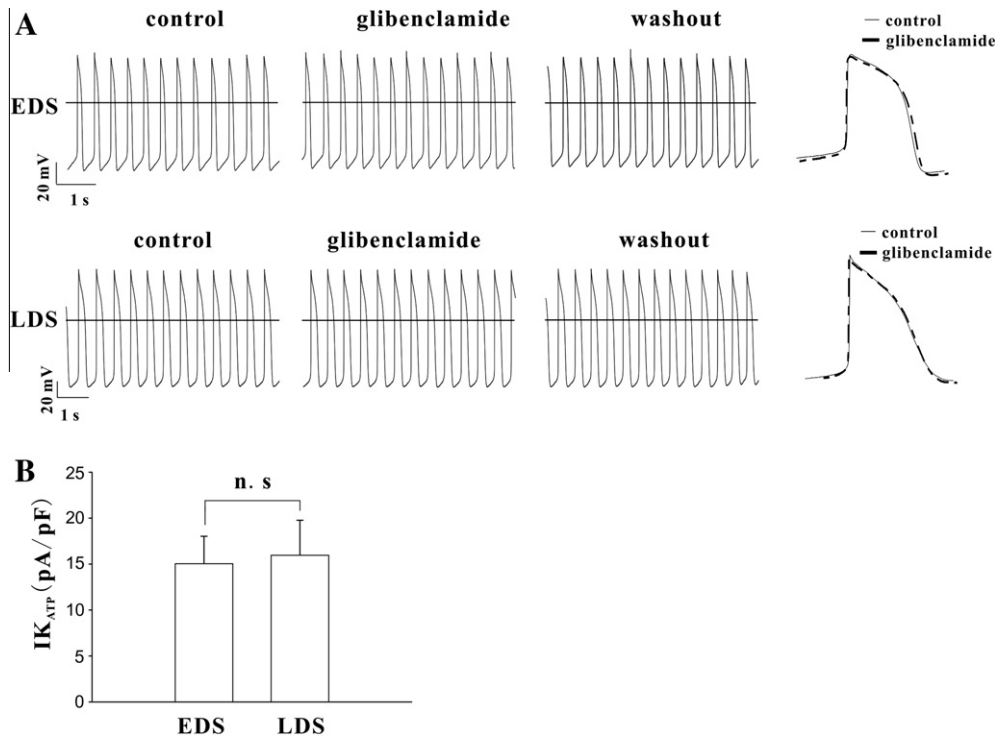 A
control glibenclamide washout
control
glibenclamide
EDS
20 mV
1 s
control glibenclamide washout
control
glibenclamide
LDS
20 mV
1 s
B
n. s
IKATP (pA/pF)
25
20
15
10
5
0
EDS LDS